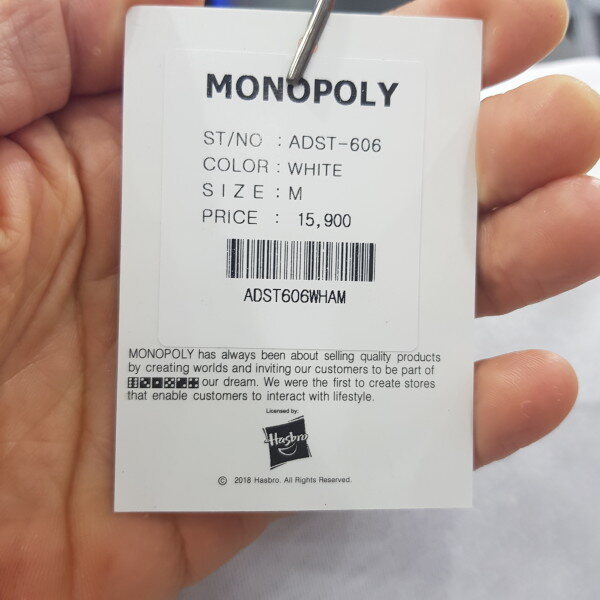 MONOPOLY
ST/NO : ADST-606
COLOR : WHITE
SIZE : M
PRICE : 15,900
ADST606WHAM
MONOPOLY has always been about selling quality products
by creating worlds and inviting our customers to be part of
our dream. We were the first to create stores
that enable customers to interact with lifestyle.
Licensed by:
Hasbro
© 2018 Hasbro. All Rights Reserved.